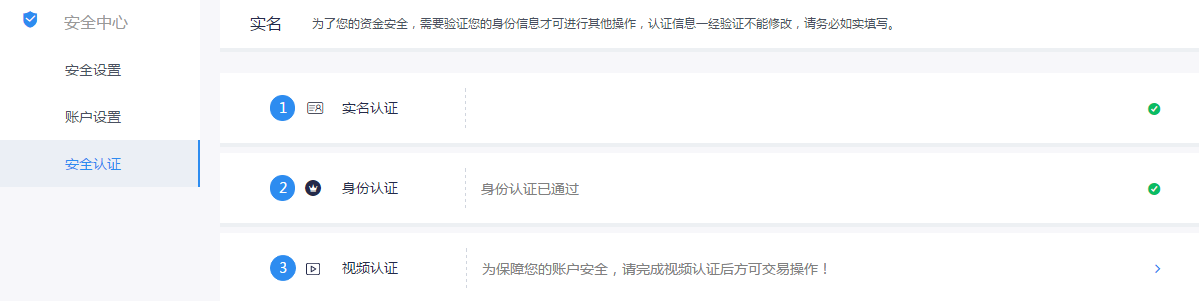 安全中心
安全设置
账户设置
安全认证
实名 为了您的资金安全，需要验证您的身份信息才可进行其他操作，认证信息一经验证不能修改，请务必如实填写。
1 实名认证
2 身份认证 身份认证已通过
3 视频认证 为保障您的账户安全，请完成视频认证后方可交易操作！